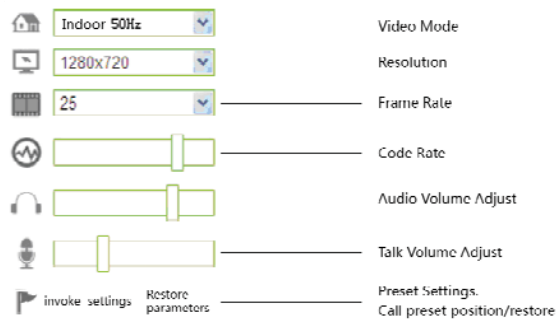 Indoor 50Hz Video Mode
1280x720 Resolution
25 Frame Rate
Code Rate
Audio Volume Adjust
Talk Volume Adjust
invoke settings Restore parameters Preset Settings.
Call preset position/restore